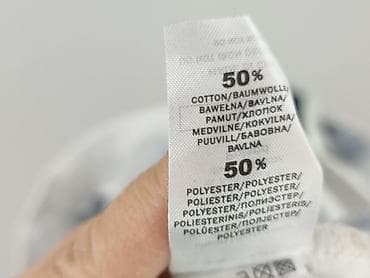 50%
COTTON/BAUMWOLLE/
BAWEŁNA/BAVLNA/
PAMUT/ХЛОПОК
MEDVILNE/KOKVILNA/
PUUVILL/БАВОВНА/
BAVLNA
50%
POLYESTER/POLYESTER/
POLIESTER/POLYESTER/
POLYESTER/ПОЛИЭСТЕР/
POLIESTERINIS/POLIESTERIS/
POLÜESTER/ПОЛІЕСТЕР/
POLYESTER